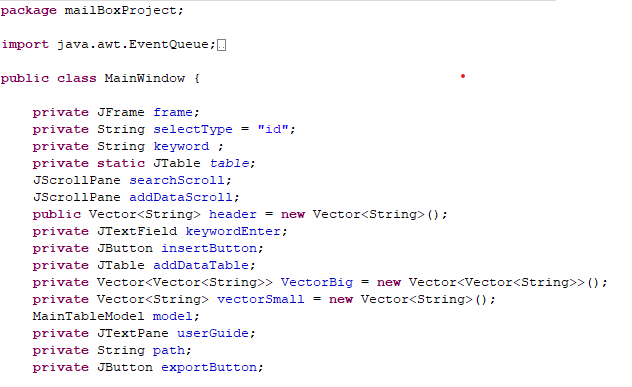 package mailBoxProject;
import java.awt.EventQueue;
public class MainWindow {
private JFrame frame;
private String selectType = "id";
private String keyword ;
private static JTable table;
JScrollPane searchScroll;
JScrollPane addDataScroll;
public Vector<String> header = new Vector<String>();
private JTextField keywordEnter;
private JButton insertButton;
private JTable addDataTable;
private Vector<Vector<String>> VectorBig = new Vector<Vector<String>>();
private Vector<String> vectorSmall = new Vector<String>();
MainTableModel model;
private JTextPane userGuide;
private String path;
private JButton exportButton;